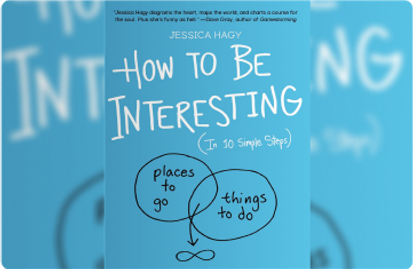 "Jessica Hagy diagrams the heart, maps the world, and charts a course for
the soul. Plus she's funny as hell." —Dave Gray, author of Gamestorming
JESSICA HAGY
HOW TO BE
INTERESTING
(In 10 Simple Steps)
places
to
go
things
to do